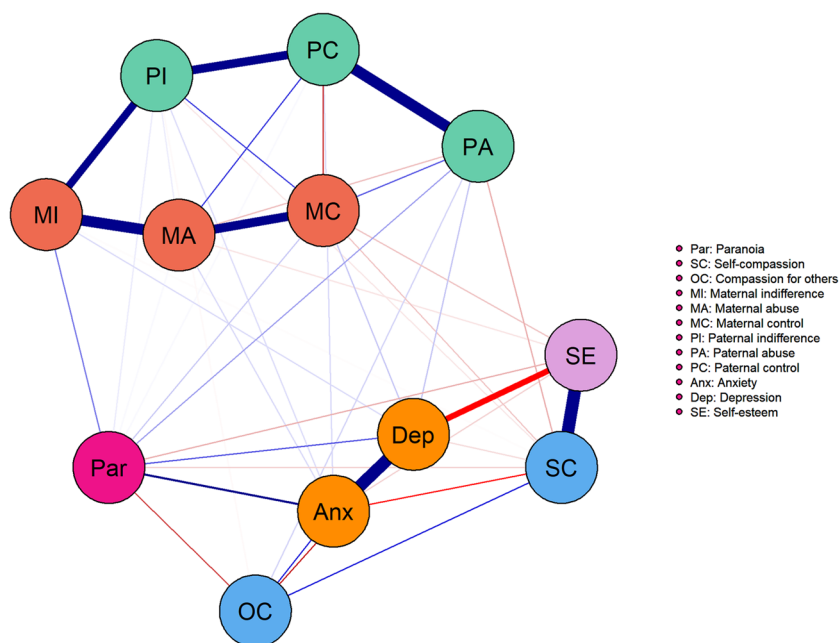 PC
PI
PA
MI
MA
MC
SE
Dep
Par
SC
Anx
OC
Par: Paranoia
SC: Self-compassion
OC: Compassion for others
MI: Maternal indifference
MA: Maternal abuse
MC: Maternal control
PI: Paternal indifference
PA: Paternal abuse
PC: Paternal control
Anx: Anxiety
Dep: Depression
SE: Self-esteem